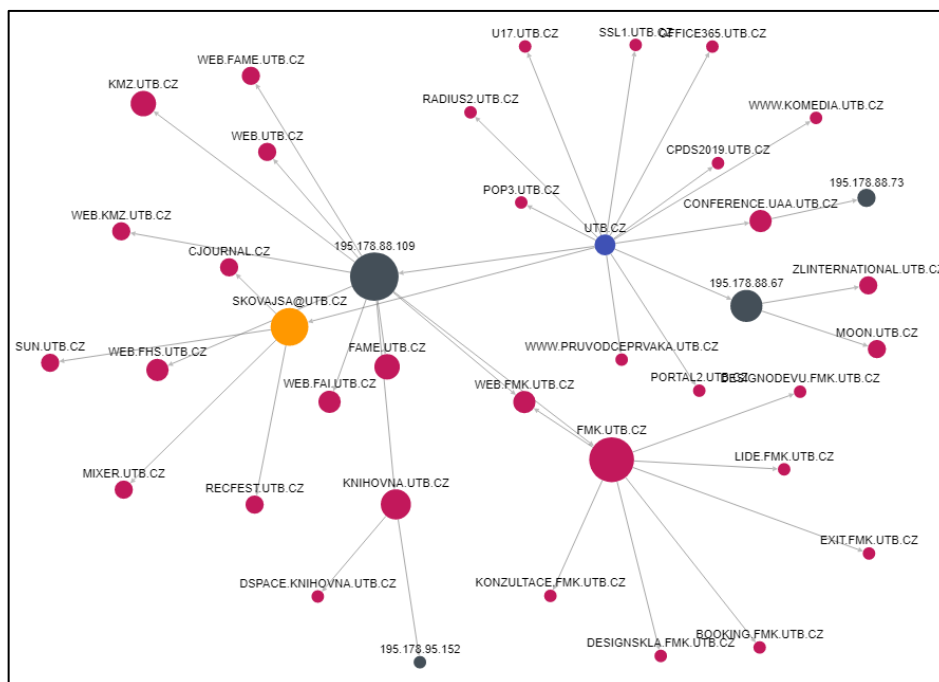 U17.UTB.CZ
SSL1.UTB.CZ
OFFICE365.UTB.CZ
WEB.FAME.UTB.CZ
KMZ.UTB.CZ
RADIUS2.UTB.CZ
WWW.KOMEDIA.UTB.CZ
WEB.UTB.CZ
CPDS2019.UTB.CZ
POP3.UTB.CZ
195.178.88.73
CONFERENCE.UAA.UTB.CZ
WEB.KMZ.UTB.CZ
UTB.CZ
195.178.88.109
CJOURNAL.CZ
ZLINTERNATIONAL.UTB.CZ
195.178.88.67
SKOVAJSA@UTB.CZ
MOON.UTB.CZ
SUN.UTB.CZ
WEB.FHS.UTB.CZ
FAME.UTB.CZ
WWW.PRUVODCEPRVAKA.UTB.CZ
WEB.FAI.UTB.CZ
WEB.FMK.UTB.CZ
PORTAL2.UTB.CZ
DESIGNODEVU.FMK.UTB.CZ
FMK.UTB.CZ
LIDE.FMK.UTB.CZ
MIXER.UTB.CZ
RECFEST.UTB.CZ
KNIHOVNA.UTB.CZ
EXIT.FMK.UTB.CZ
DSPACE.KNIHOVNA.UTB.CZ
KONZULTACE.FMK.UTB.CZ
195.178.95.152
DESIGNSKLA.FMK.UTB.CZ
BOOKING.FMK.UTB.CZ